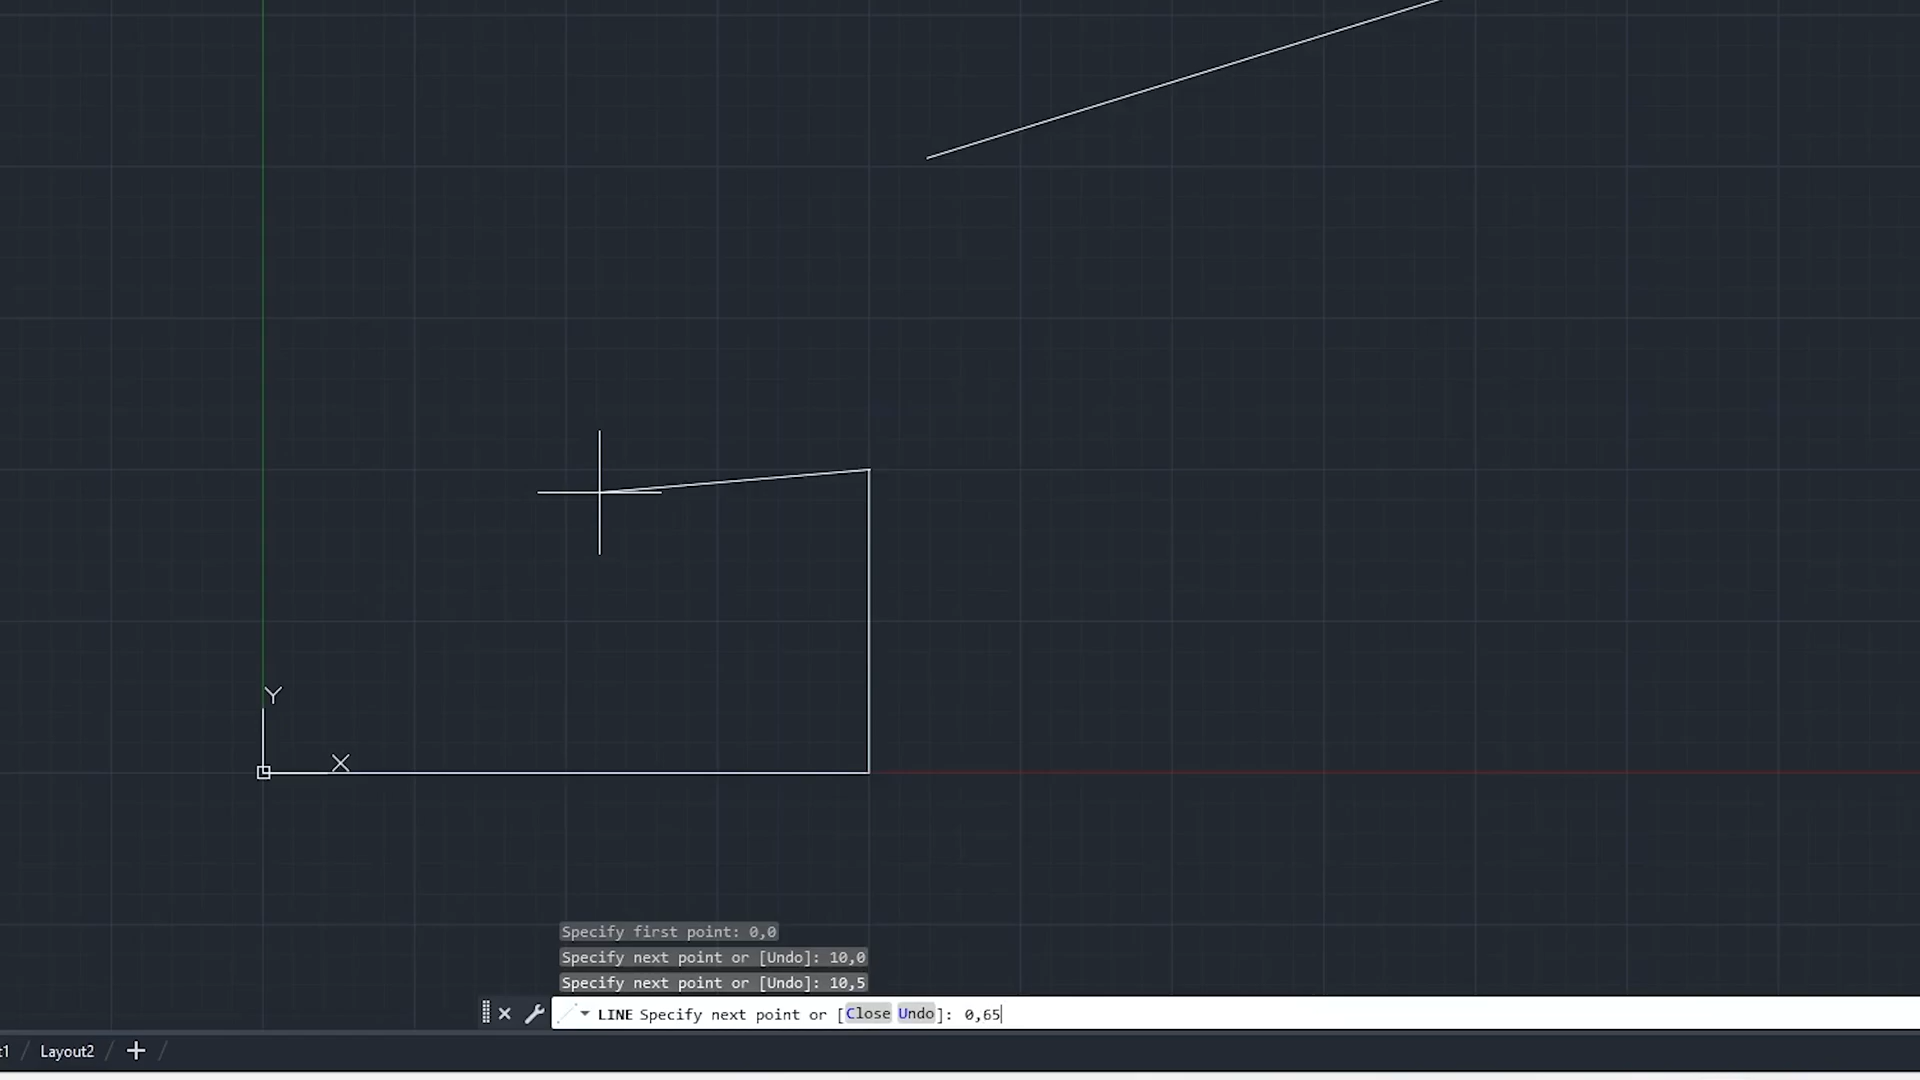 Y
X
Specify first point: 0,0
Specify next point or [Undo]: 10,0
Specify next point or [Undo]: 10,5
LINE Specify next point or [Close Undo]: 0,65
t1 / Layout2 / + /